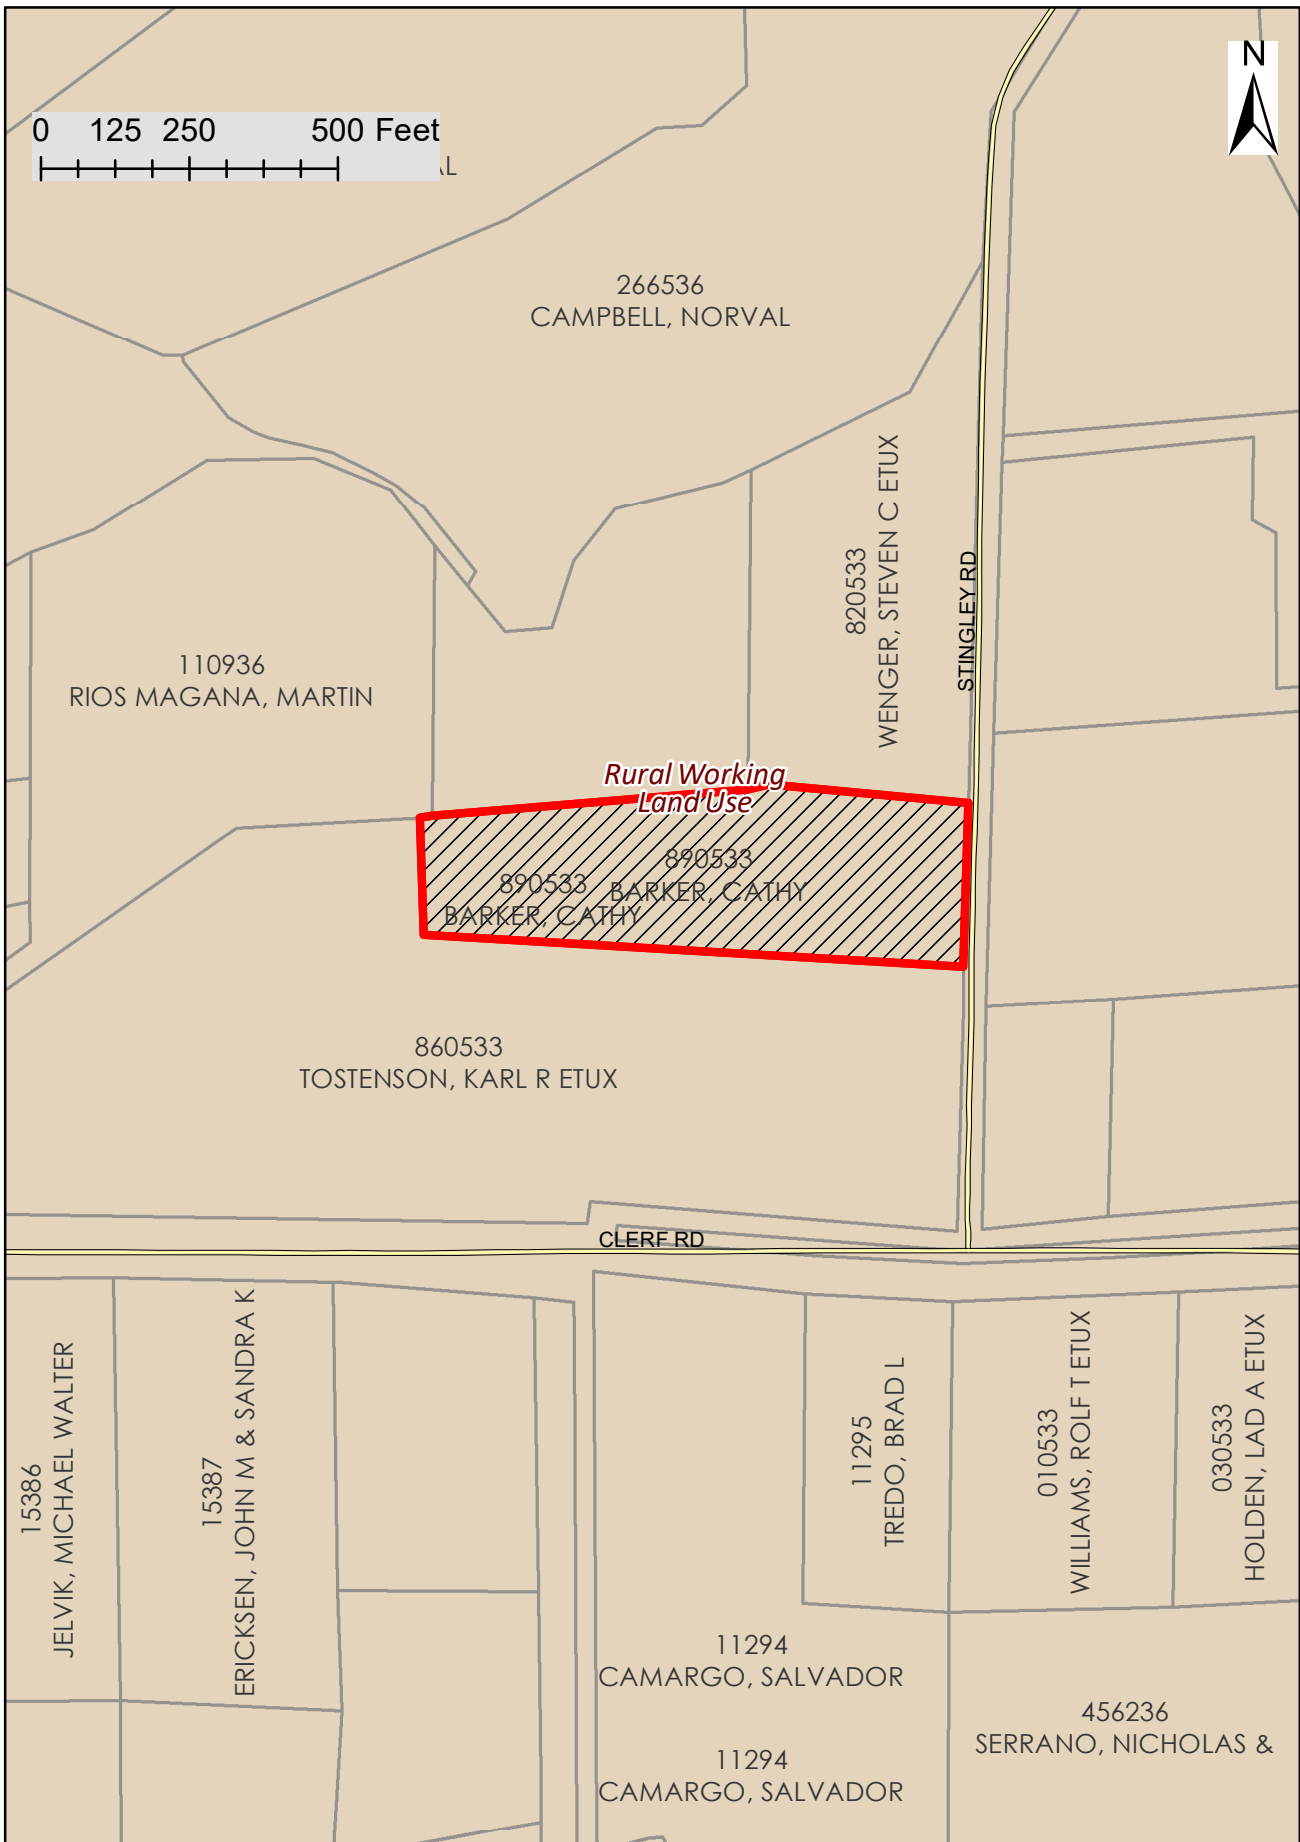 N
0 125 250 500 Feet
AL
266536
CAMPBELL, NORVAL
820533
WENGER, STEVEN C ETUX
STINGLEY RD
110936
RIOS MAGANA, MARTIN
Rural Working
Land Use
890533
BARKER, CATHY
890533
BARKER, CATHY
860533
TOSTENSON, KARL R ETUX
CLERF RD
15386
JELVIK, MICHAEL WALTER
15387
ERICKSEN, JOHN M & SANDRA K
11295
TREDO, BRAD L
010533
WILLIAMS, ROLF T ETUX
030533
HOLDEN, LAD A ETUX
11294
CAMARGO, SALVADOR
456236
SERRANO, NICHOLAS &
11294
CAMARGO, SALVADOR